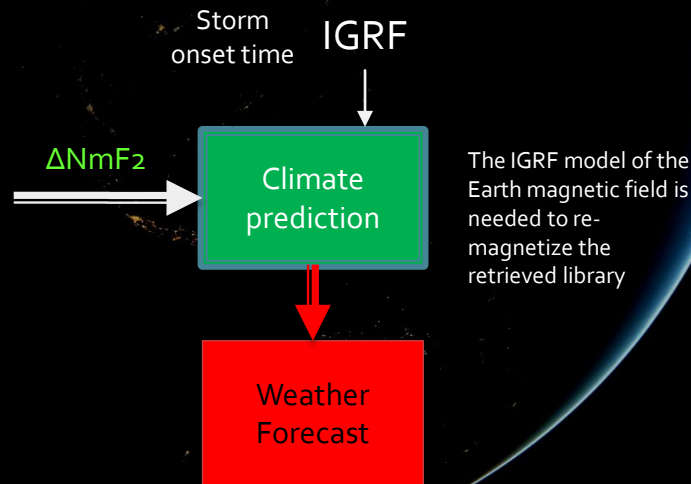 Storm
onset time
IGRF
ΔNmF2
Climate
prediction
The IGRF model of the
Earth magnetic field is
needed to re-
magnetize the
retrieved library
Weather
Forecast